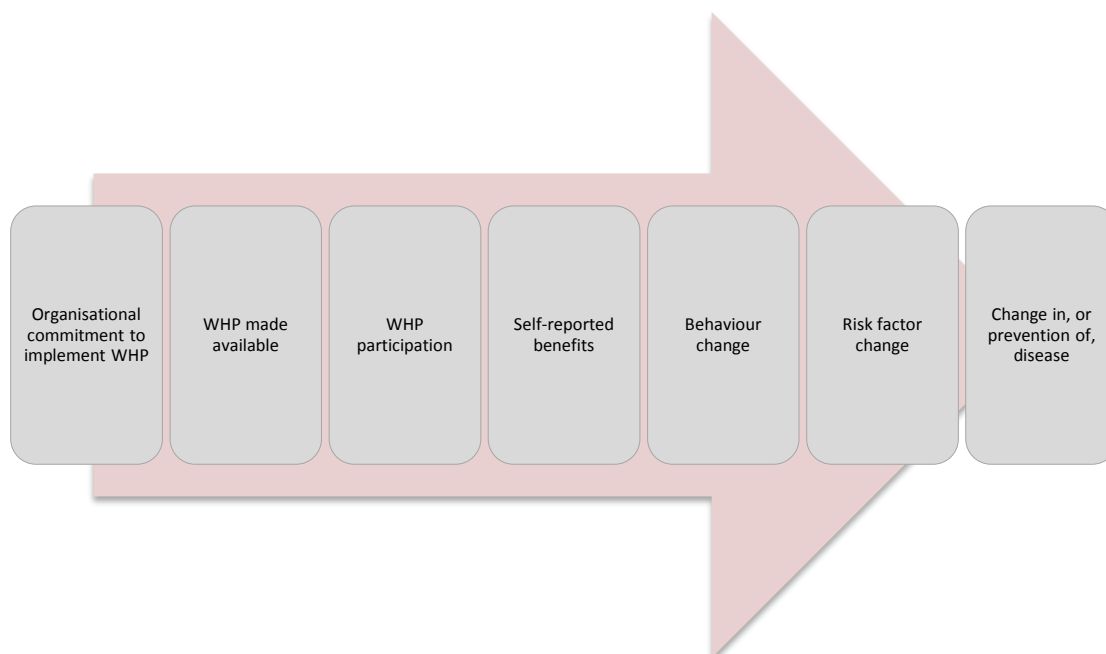 Organisational
commitment to
implement WHP
WHP made
available
WHP
participation
Self-reported
benefits
Behaviour
change
Risk factor
change
Change in, or
prevention of,
disease